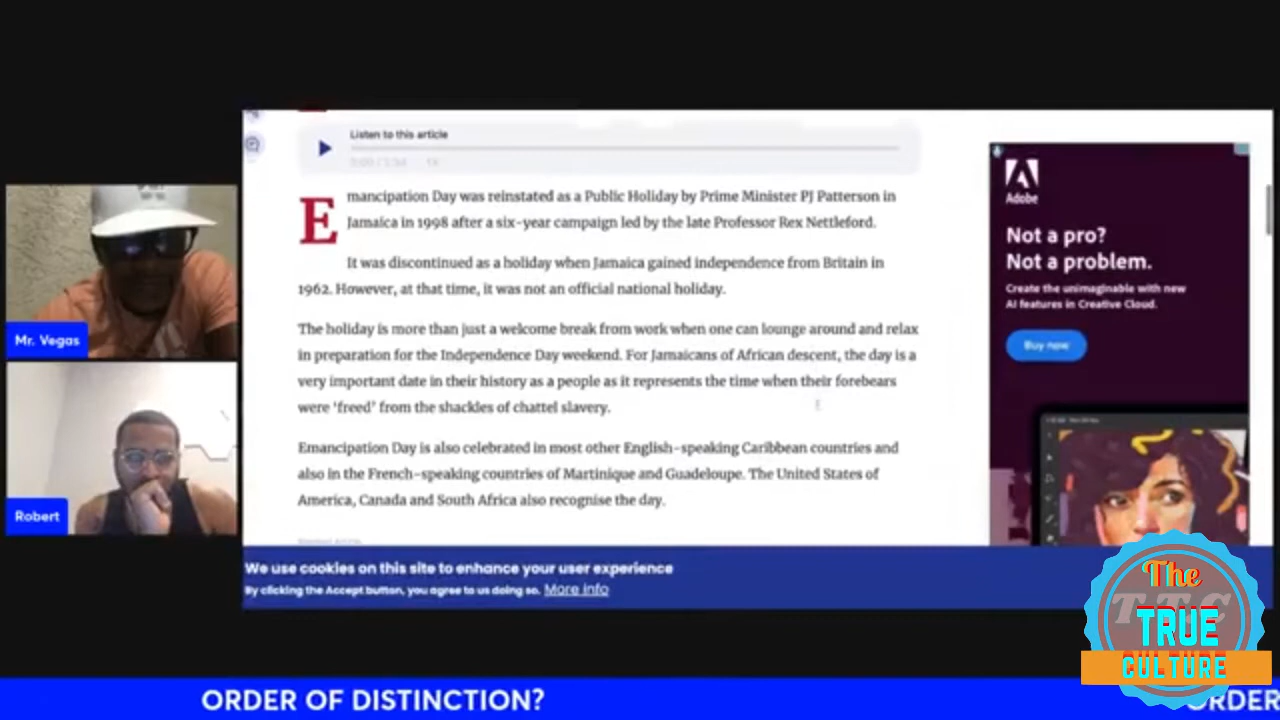 Listen to this article
Emancipation Day was reinstated as a Public Holiday by Prime Minister PJ Patterson in
Jamaica in 1998 after a six-year campaign led by the late Professor Rex Nettleford.
It was discontinued as a holiday when Jamaica gained independence from Britain in
1962. However, at that time, it was not an official national holiday.
The holiday is more than just a welcome break from work when one can lounge around and relax
in preparation for the Independence Day weekend. For Jamaicans of African descent, the day is a
very important date in their history as a people as it represents the time when their forebears
were 'freed' from the shackles of chattel slavery.
Emancipation Day is also celebrated in most other English-speaking Caribbean countries and
also in the French-speaking countries of Martinique and Guadeloupe. The United States of
America, Canada and South Africa also recognise the day.
Adobe
Not a pro?
Not a problem.
Create the unimaginable with new
AI features in Creative Cloud.
Buy now
Mr. Vegas
Robert
We use cookies on this site to enhance your user experience
By clicking the Accept button, you agree to us doing so. More info
The
TTC
TRUE
CULTURE
ORDER OF DISTINCTION?
ORDER